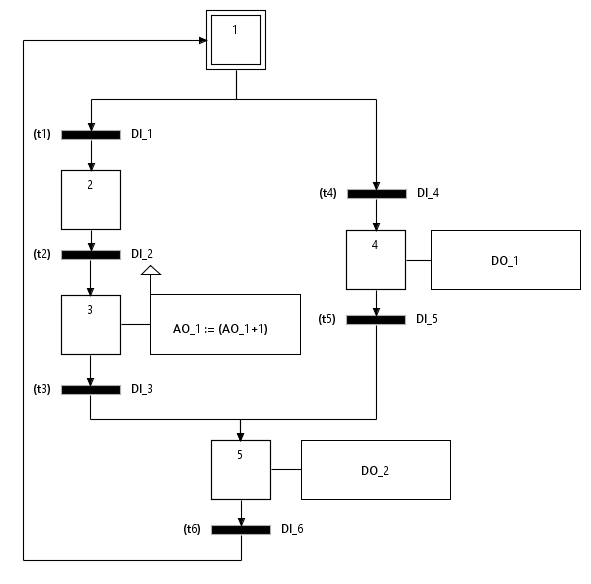 1
(t1) DI_1
2
(t4) DI_4
(t2) DI_2
4
DO_1
3
AO_1 := (AO_1+1)
(t5) DI_5
(t3) DI_3
5
DO_2
(t6) DI_6